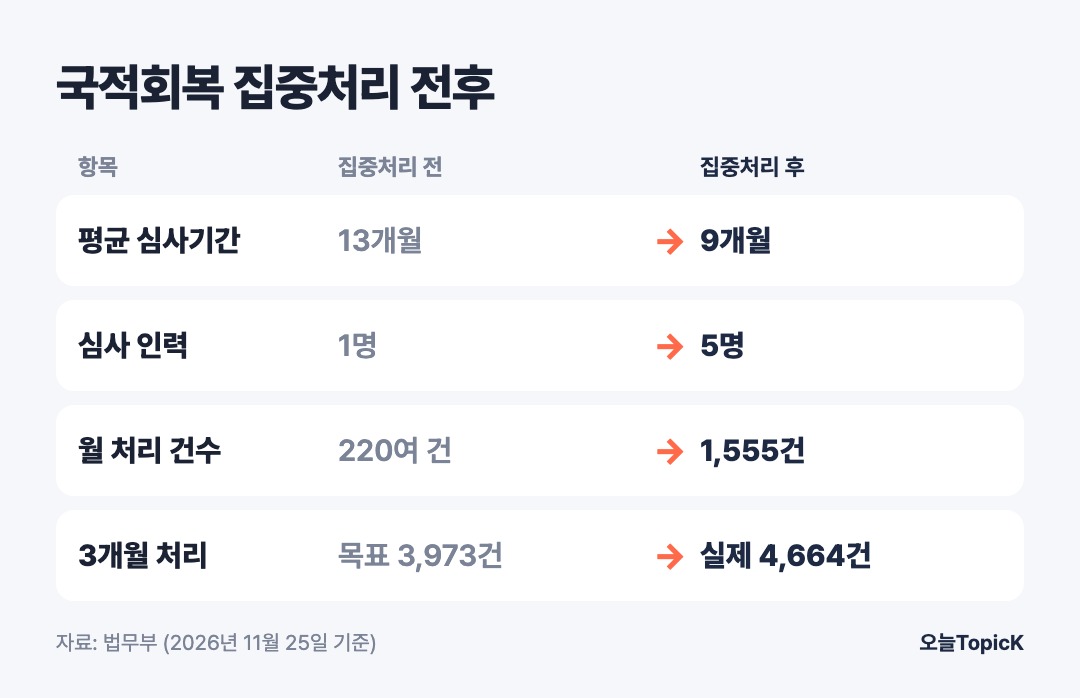 국적회복 집중처리 전후
항목 집중처리 전 집중처리 후
평균 심사기간 13개월 → 9개월
심사 인력 1명 → 5명
월 처리 건수 220여 건 → 1,555건
3개월 처리 목표 3,973건 → 실제 4,664건
자료: 법무부 (2026년 11월 25일 기준) 오늘TopicK